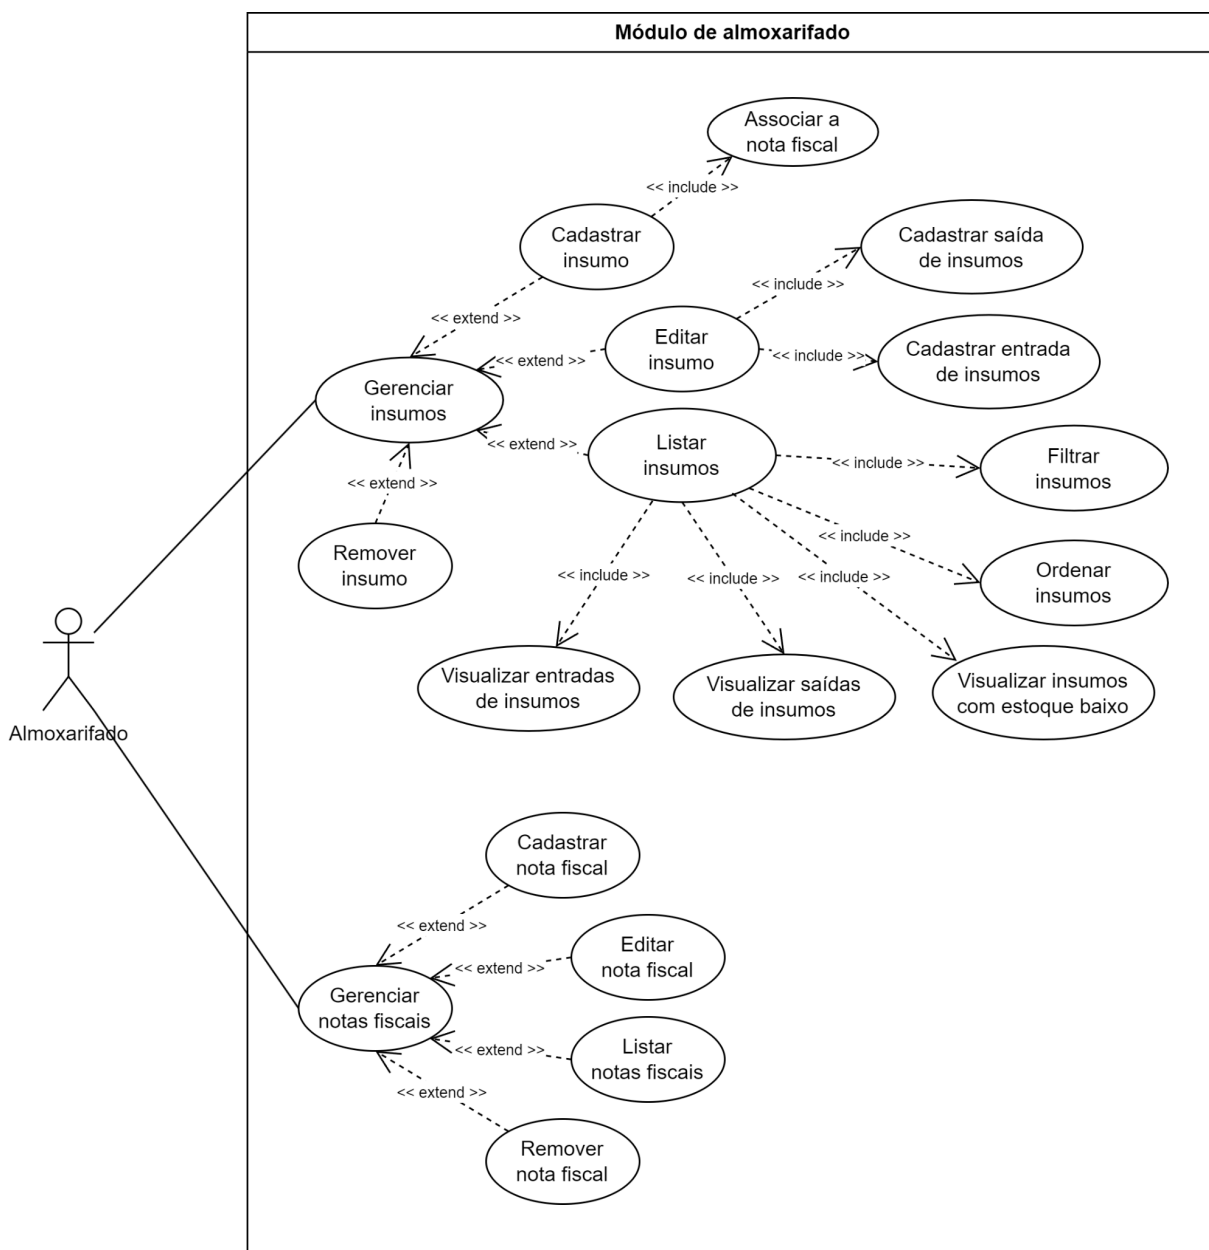 Módulo de almoxarifado
Associar a
nota fiscal
<< include >>
Cadastrar
insumo
Cadastrar saída
de insumos
<< include >>
<< extend >>
Editar
insumo
<< extend >>
<< include >>
Cadastrar entrada
de insumos
Gerenciar
insumos
<< extend >>
Listar
insumos
<< include >>
Filtrar
insumos
<< extend >>
Remover
insumo
<< include >>
Ordenar
insumos
<< include >>
<< include >>
<< include >>
Visualizar entradas
de insumos
Visualizar saídas
de insumos
Visualizar insumos
com estoque baixo
Almoxarifado
Cadastrar
nota fiscal
<< extend >>
Editar
nota fiscal
<< extend >>
Gerenciar
notas fiscais
<< extend >>
Listar
notas fiscais
<< extend >>
Remover
nota fiscal